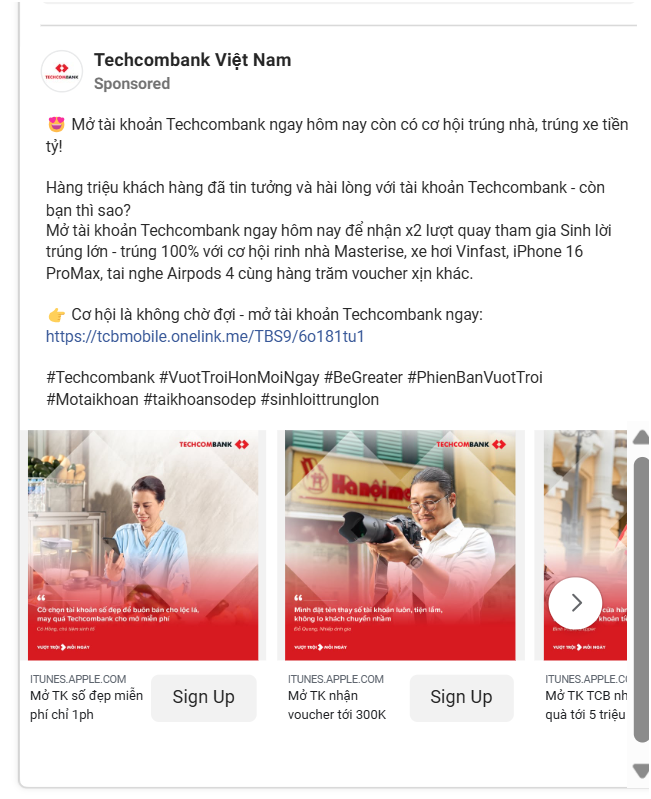 Techcombank Việt Nam
Sponsored
TECHCOMBANK
😍 Mở tài khoản Techcombank ngay hôm nay còn có cơ hội trúng nhà, trúng xe tiền
tỷ!
Hàng triệu khách hàng đã tin tưởng và hài lòng với tài khoản Techcombank - còn
bạn thì sao?
Mở tài khoản Techcombank ngay hôm nay để nhận x2 lượt quay tham gia Sinh lời
trúng lớn - trúng 100% với cơ hội rinh nhà Masterise, xe hơi Vinfast, iPhone 16
ProMax, tai nghe Airpods 4 cùng hàng trăm voucher xịn khác.
👉 Cơ hội là không chờ đợi - mở tài khoản Techcombank ngay:
https://tcbmobile.onelink.me/TBS9/6o181tu1
#Techcombank #VuotTroiHonMoiNgay #BeGreater #PhienBanVuotTroi
#Motaikhoan #taikhoansodep #sinhloittrunglon
TECHCOMBANK
Cô chọn tài khoản số đẹp để buôn bán cho lộc lá,
may quá Techcombank cho mở miễn phí
VƯỢT TRỘI MỖI NGÀY
ITUNES.APPLE.COM
Mở TK số đẹp miễn
phí chỉ 1ph
Sign Up
TECHCOMBANK
Hanoima
Mình đặt tên thay số tài khoản luôn, tiện lắm,
không lo khách chuyển nhầm
Đỗ Quang, Nhiếp ảnh gia
VƯỢT TRỘI MỖI NGÀY
ITUNES.APPLE.COM
Mở TK nhận
voucher tới 300K
Sign Up
cửa hàn
khoản ti
VƯỢT TRỘI MỖI NGÀY
ITUNES.APPLE.CO
Mở TK TCB nh
quà tới 5 triệu